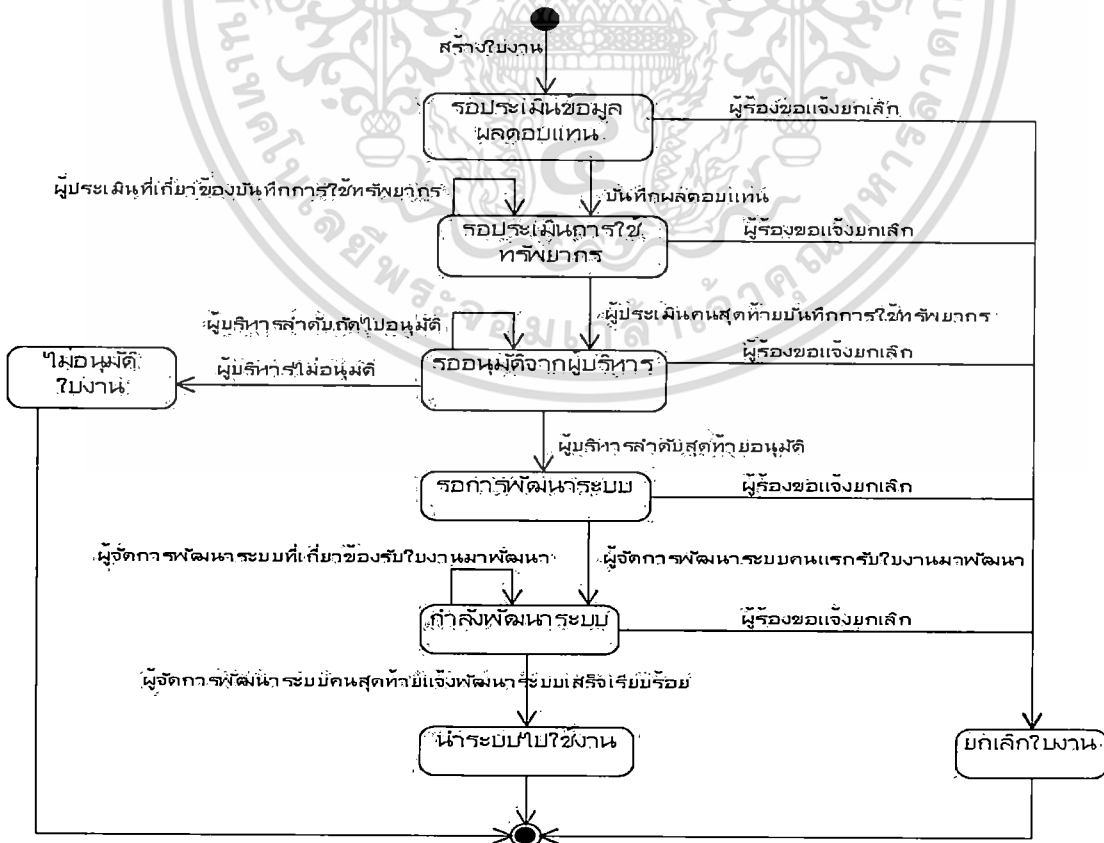 สร้างใบงาน
รอประเมินข้อมูล
ผลตอบแทน
ผู้ร้องขอแจ้งยกเลิก
ผู้ประเมินที่เกี่ยวข้องบันทึกการใช้ทรัพยากร
บันทึกผลตอบแทน
รอประเมินการใช้
ทรัพยากร
ผู้ร้องขอแจ้งยกเลิก
ผู้บริหารลำดับถัดไปอนุมัติ
ผู้ประเมินคนสุดท้ายบันทึกการใช้ทรัพยากร
ไม่อนุมัติ
ใบงาน
ผู้บริหารไม่อนุมัติ
รออนุมัติจากผู้บริหาร
ผู้ร้องขอแจ้งยกเลิก
ผู้บริหารลำดับสุดท้ายอนุมัติ
รอการพัฒนาระบบ
ผู้ร้องขอแจ้งยกเลิก
ผู้จัดการพัฒนาระบบที่เกี่ยวข้องรับใบงานมาพัฒนา
ผู้จัดการพัฒนาระบบคนแรกรับใบงานมาพัฒนา
กำลังพัฒนาระบบ
ผู้ร้องขอแจ้งยกเลิก
ผู้จัดการพัฒนาระบบคนสุดท้ายแจ้งพัฒนาระบบเสร็จเรียบร้อย
นำระบบไปใช้งาน
ยกเลิกใบงาน
พระจอมเกล้าเจ้าคุณทหารลาด